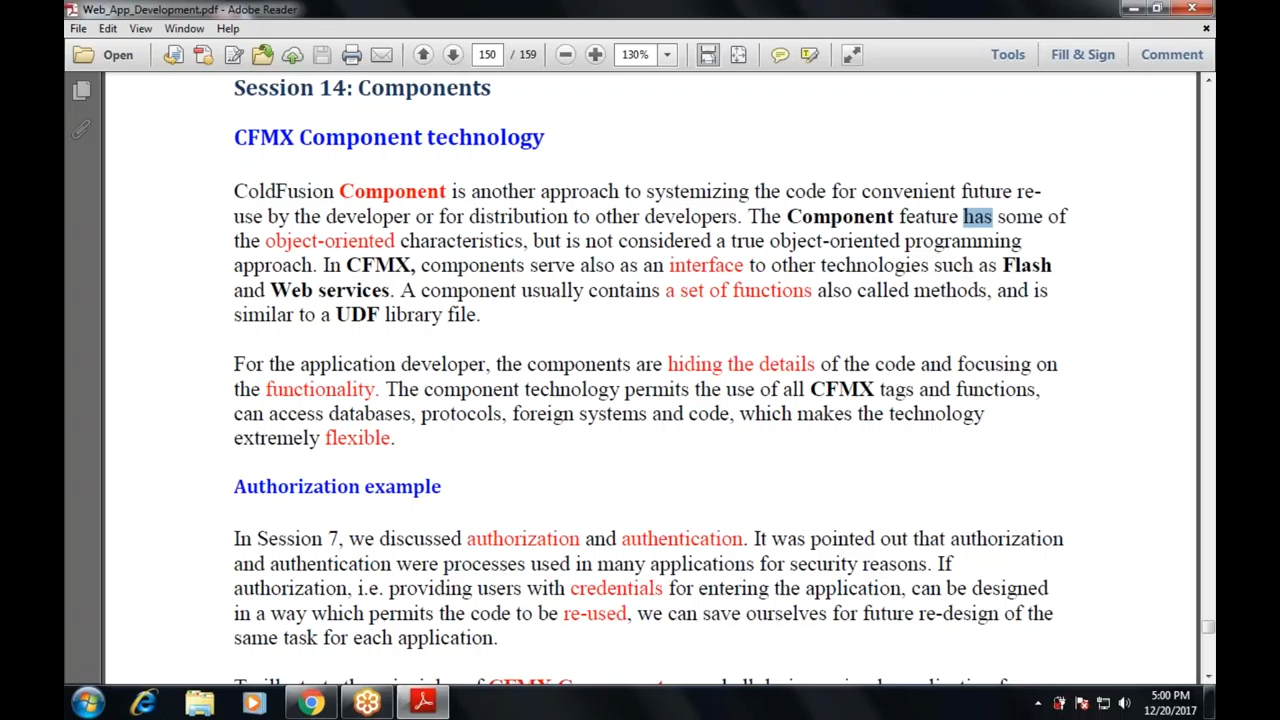 Web_App_Development.pdf - Adobe Reader
File Edit View Window Help
Open 150 / 159 130% Tools Fill & Sign Comment
Session 14: Components
CFMX Component technology
ColdFusion Component is another approach to systemizing the code for convenient future re-
use by the developer or for distribution to other developers. The Component feature has some of
the object-oriented characteristics, but is not considered a true object-oriented programming
approach. In CFMX, components serve also as an interface to other technologies such as Flash
and Web services. A component usually contains a set of functions also called methods, and is
similar to a UDF library file.
For the application developer, the components are hiding the details of the code and focusing on
the functionality. The component technology permits the use of all CFMX tags and functions,
can access databases, protocols, foreign systems and code, which makes the technology
extremely flexible.
Authorization example
In Session 7, we discussed authorization and authentication. It was pointed out that authorization
and authentication were processes used in many applications for security reasons. If
authorization, i.e. providing users with credentials for entering the application, can be designed
in a way which permits the code to be re-used, we can save ourselves for future re-design of the
same task for each application.
5:00 PM
12/20/2017